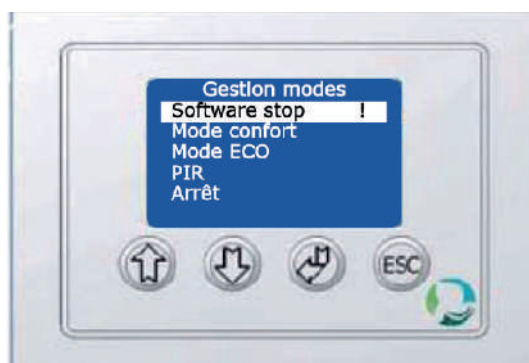 Gestion modes
Software stop !
Mode confort
Mode ECO
PIR
Arrêt
ESC